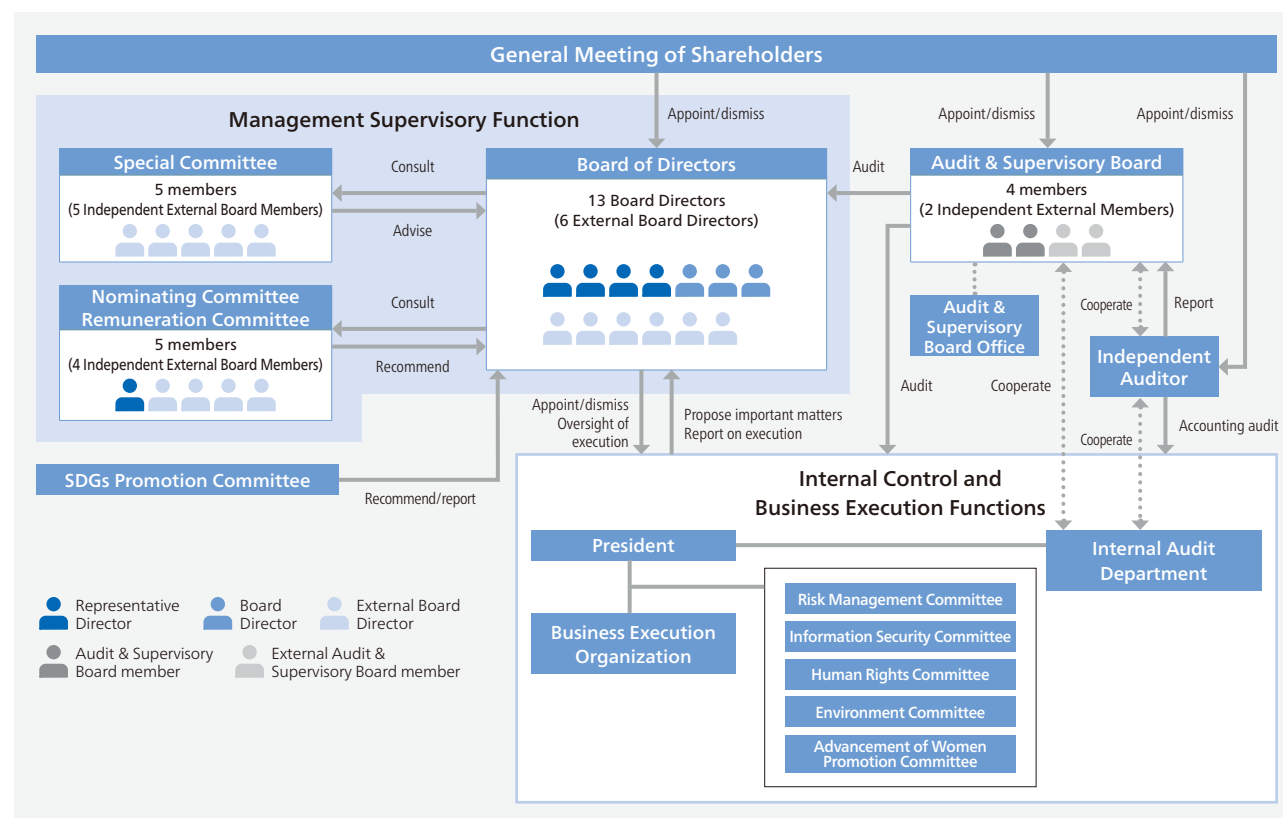 General Meeting of Shareholders
Appoint/dismiss
Appoint/dismiss
Appoint/dismiss
Management Supervisory Function
Special Committee
5 members
(5 Independent External Board Members)
Consult
Advise
Board of Directors
13 Board Directors
(6 External Board Directors)
Audit
Audit & Supervisory Board
4 members
(2 Independent External Members)
Nominating Committee
Remuneration Committee
5 members
(4 Independent External Board Members)
Consult
Recommend
Audit &
Supervisory
Board Office
Cooperate
Report
Independent
Auditor
Audit
Cooperate
Appoint/dismiss
Oversight of
execution
Propose important matters
Report on execution
Cooperate
Accounting audit
SDGs Promotion Committee
Recommend/report
Internal Control and
Business Execution Functions
President
Internal Audit
Department
Business Execution
Organization
Risk Management Committee
Information Security Committee
Human Rights Committee
Environment Committee
Advancement of Women
Promotion Committee
Representative
Director
Board
Director
External Board
Director
Audit & Supervisory
Board member
External Audit &
Supervisory Board member